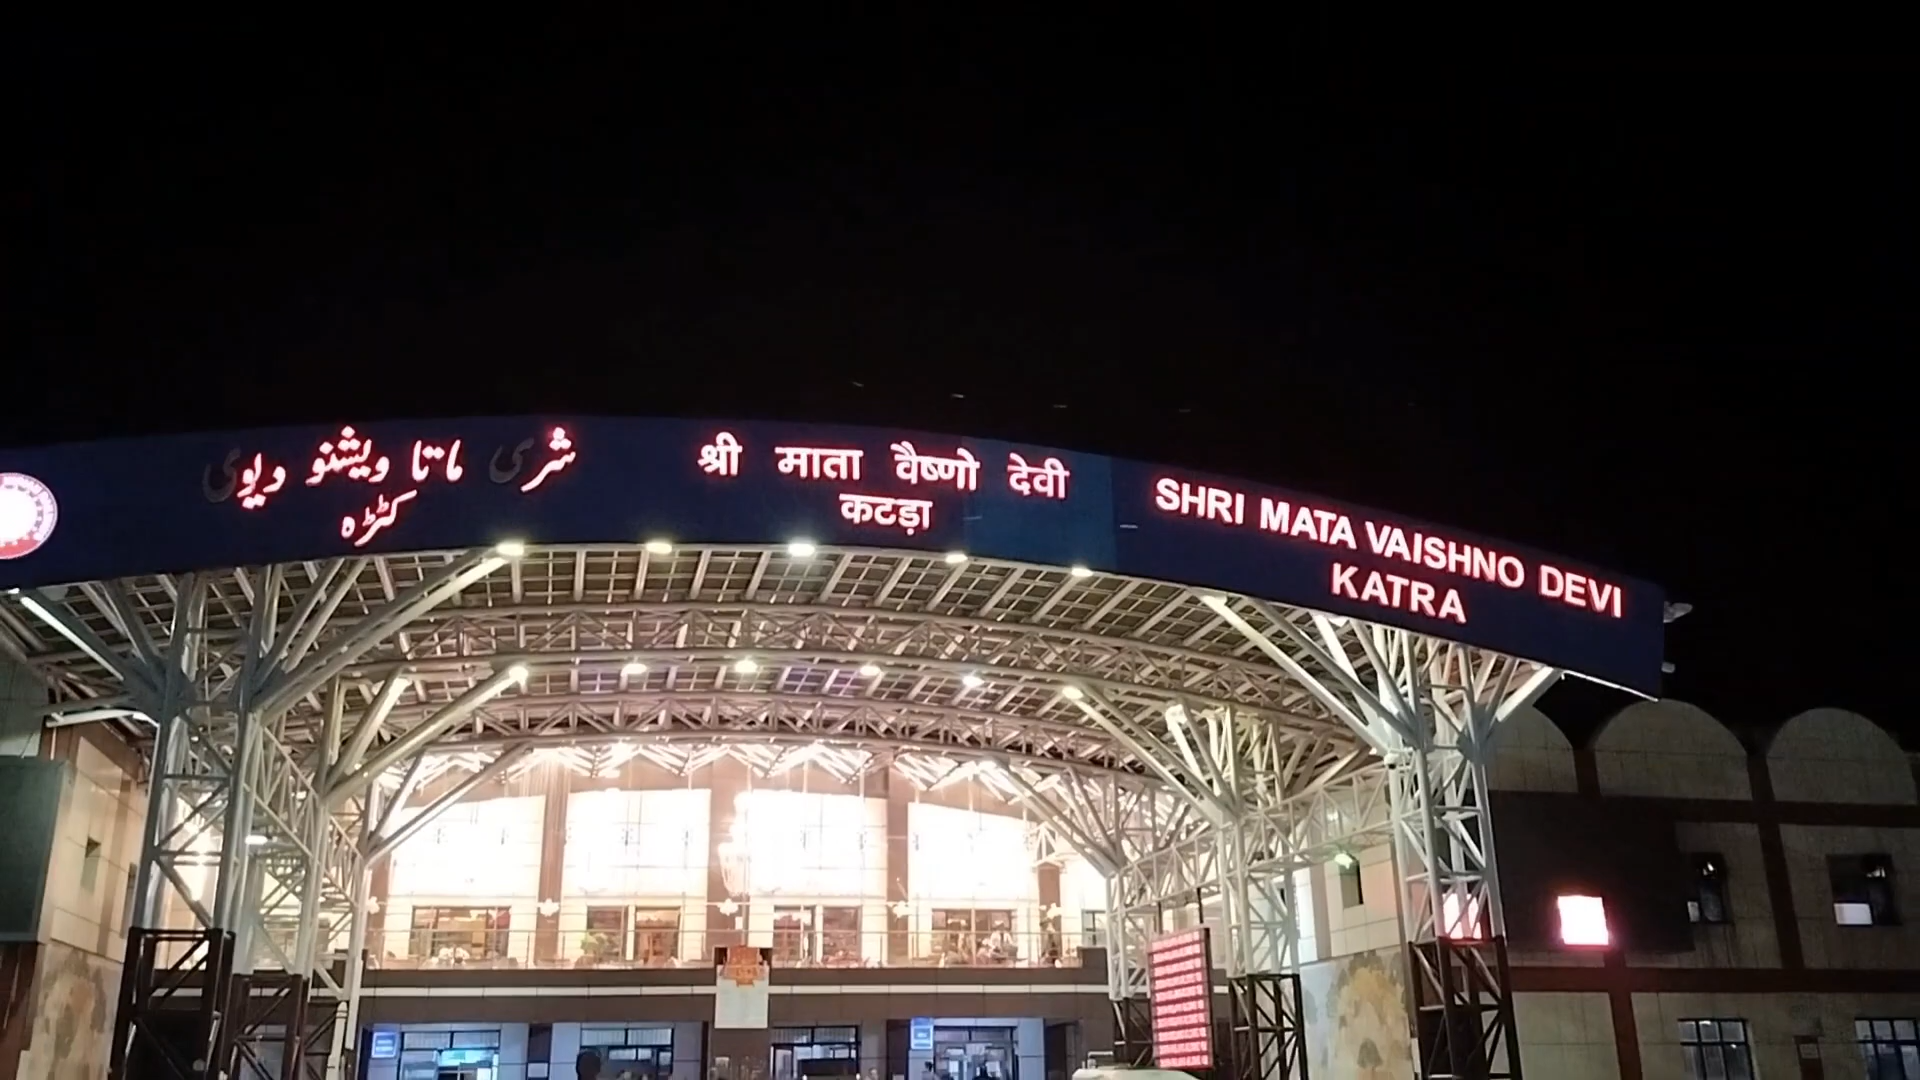 شری ماتا ویشنو دیوی
کٹڑہ
श्री माता वैष्णो देवी
कटड़ा
SHRI MATA VAISHNO DEVI
KATRA